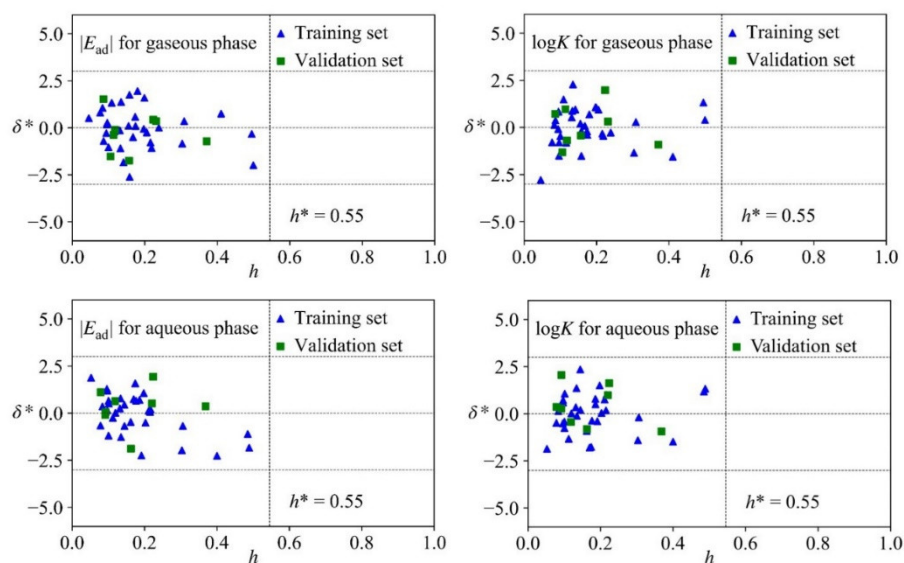 |E_ad| for gaseous phase
Training set
Validation set
5.0
2.5
δ*
0.0
−2.5
−5.0
h* = 0.55
0.0 0.2 0.4 0.6 0.8 1.0
h
logK for gaseous phase
Training set
Validation set
5.0
2.5
δ*
0.0
−2.5
−5.0
h* = 0.55
0.0 0.2 0.4 0.6 0.8 1.0
h
|E_ad| for aqueous phase
Training set
Validation set
5.0
2.5
δ*
0.0
−2.5
−5.0
h* = 0.55
0.0 0.2 0.4 0.6 0.8 1.0
h
logK for aqueous phase
Training set
Validation set
5.0
2.5
δ*
0.0
−2.5
−5.0
h* = 0.55
0.0 0.2 0.4 0.6 0.8 1.0
h